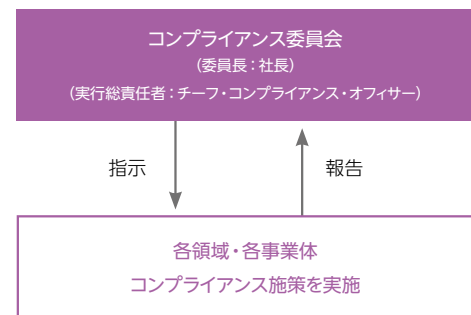 コンプライアンス委員会
(委員長：社長)
(実行総責任者：チーフ・コンプライアンス・オフィサー)
指示
報告
各領域・各事業体
コンプライアンス施策を実施